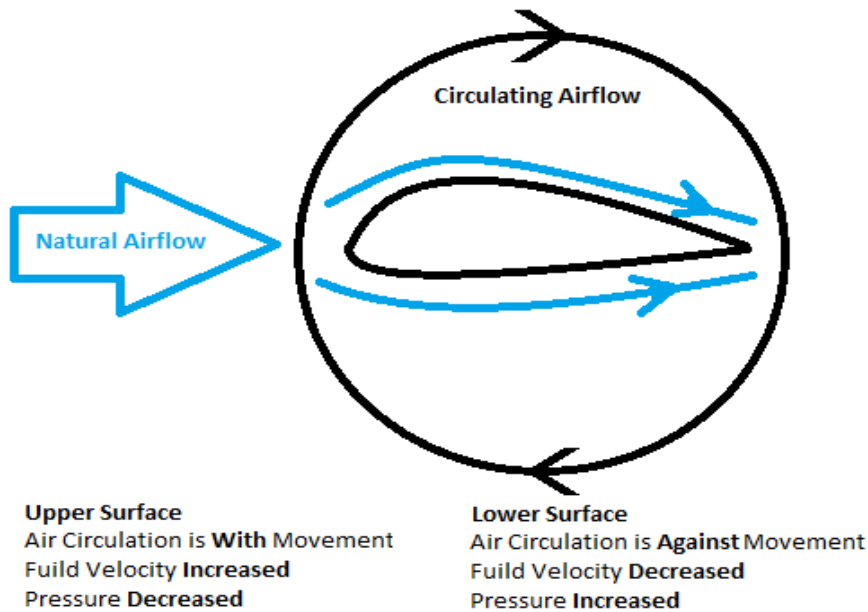 Circulating Airflow
Natural Airflow
Upper Surface
Air Circulation is With Movement
Fuild Velocity Increased
Pressure Decreased
Lower Surface
Air Circulation is Against Movement
Fuild Velocity Decreased
Pressure Increased